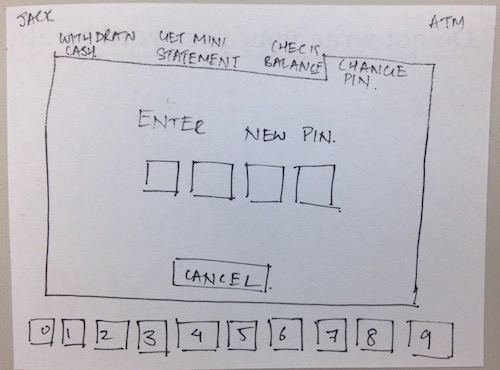 JACK
ATM
WITHDRAW CASH
GET MINI STATEMENT
CHECK BALANCE
CHANGE PIN.
ENTER NEW PIN.
CANCEL
0 1 2 3 4 5 6 7 8 9